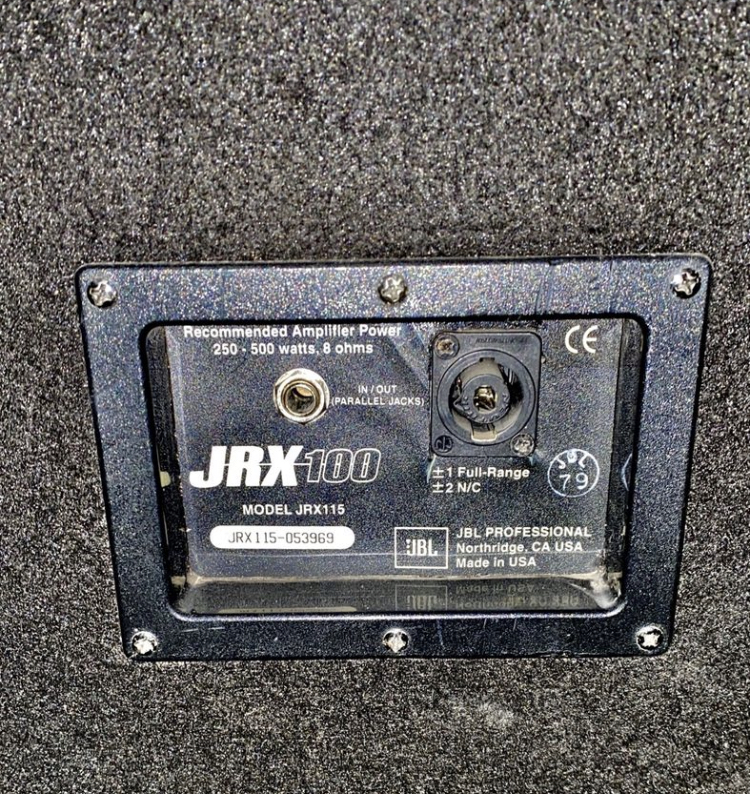 Recommended Amplifier Power
250 - 500 watts, 8 ohms
CE
IN / OUT
(PARALLEL JACKS)
JRX100
±1 Full-Range
±2 N/C
79
MODEL JRX115
JRX115-053969
JBL
JBL PROFESSIONAL
Northridge, CA USA
Made in USA